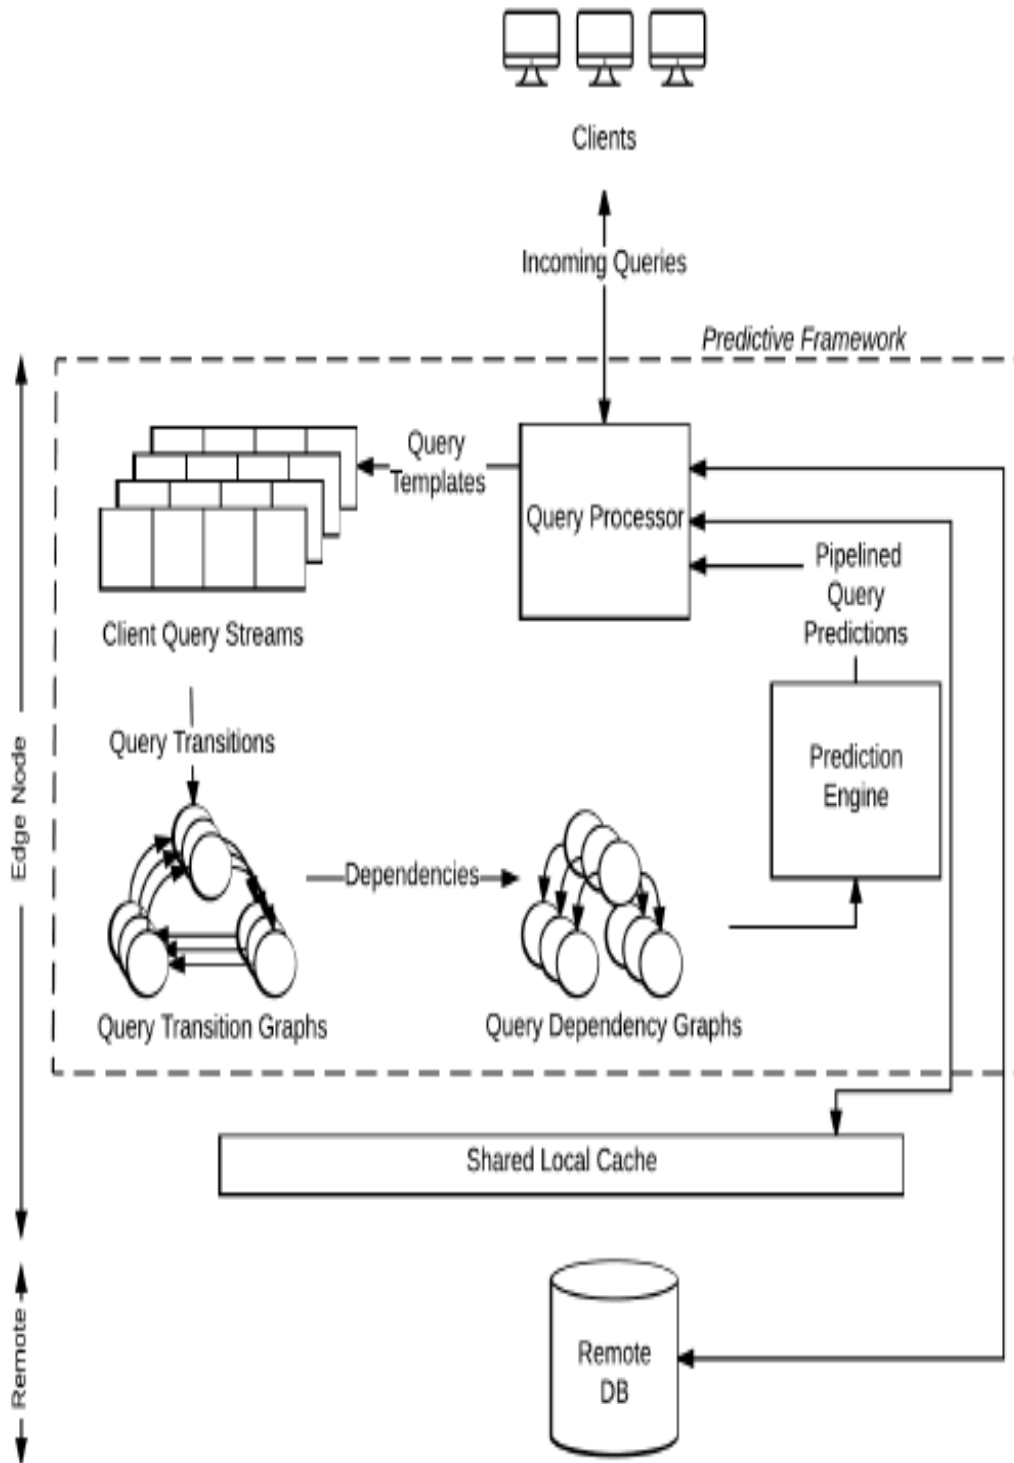 Clients
Incoming Queries
Predictive Framework
Query
Templates
Query Processor
Pipelined
Query
Predictions
Client Query Streams
Query Transitions
Prediction
Engine
Edge Node
Dependencies
Query Transition Graphs
Query Dependency Graphs
Shared Local Cache
Remote
Remote
DB